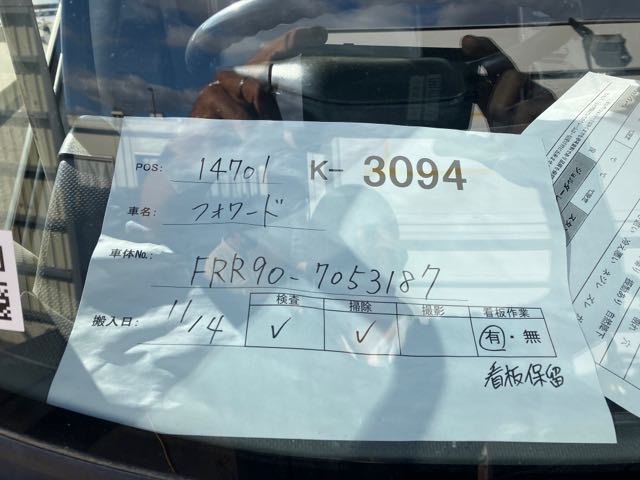 POS: 14701 K-3094
車名: フォワード
車体No.: FRR90-7053187
搬入日: 11/4
検査 掃除 撮影 看板作業
✓ ✓ 有・無
看板保留